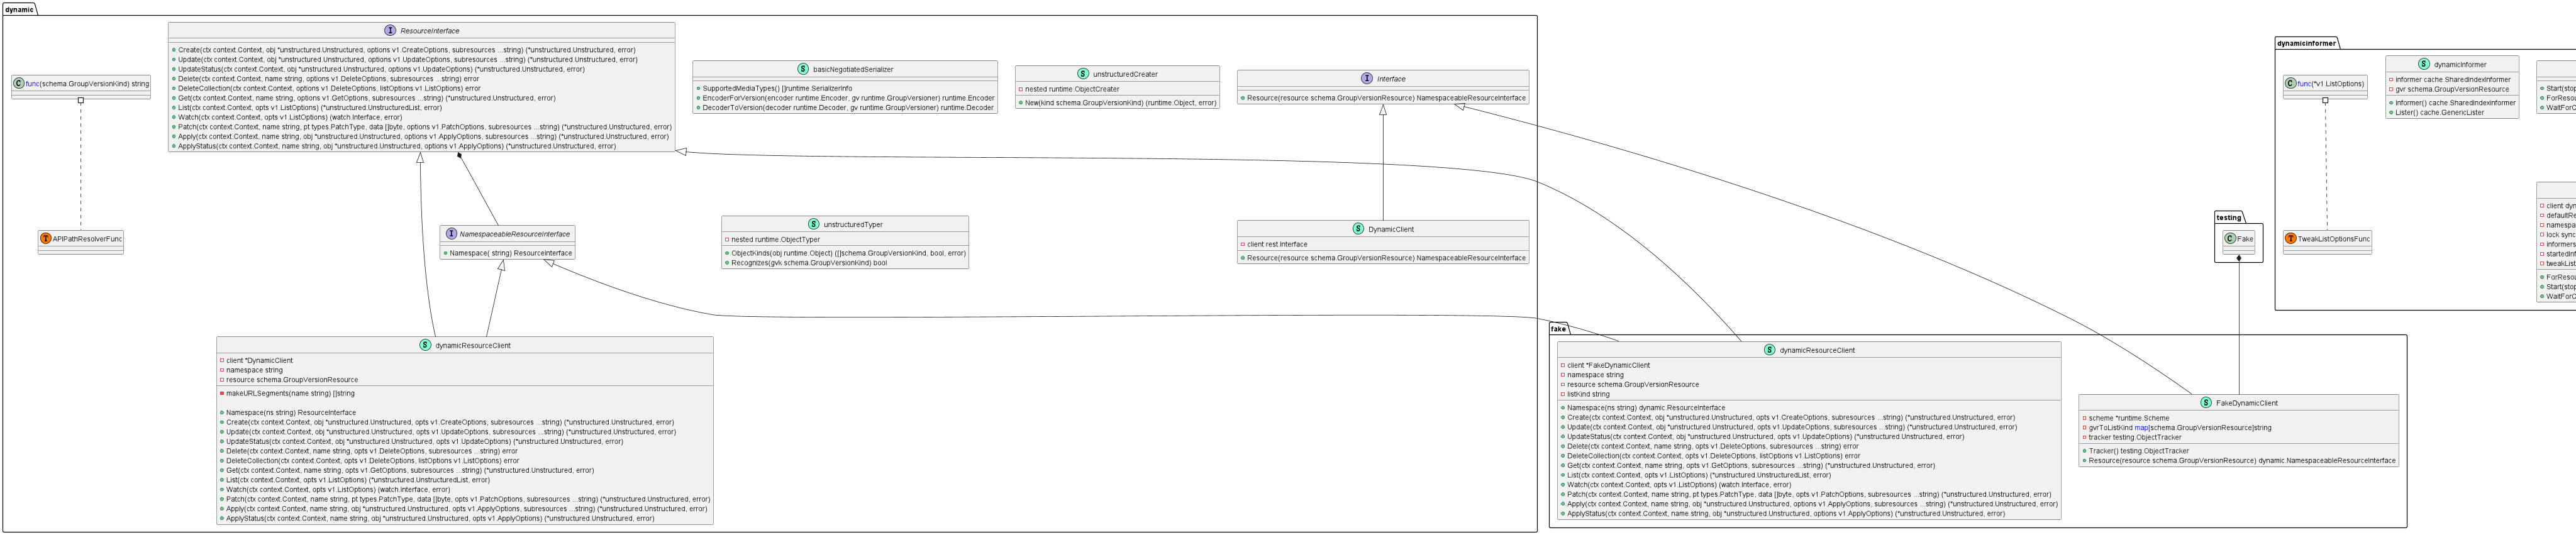 dynamic
func(schema.GroupVersionKind) string
APIPathResolverFunc
ResourceInterface
Create(ctx context.Context, obj *unstructured.Unstructured, options v1.CreateOptions, subresources ...string) (*unstructured.Unstructured, error)
Update(ctx context.Context, obj *unstructured.Unstructured, options v1.UpdateOptions, subresources ...string) (*unstructured.Unstructured, error)
UpdateStatus(ctx context.Context, obj *unstructured.Unstructured, options v1.UpdateOptions) (*unstructured.Unstructured, error)
Delete(ctx context.Context, name string, options v1.DeleteOptions, subresources ...string) error
DeleteCollection(ctx context.Context, options v1.DeleteOptions, listOptions v1.ListOptions) error
Get(ctx context.Context, name string, options v1.GetOptions, subresources ...string) (*unstructured.Unstructured, error)
List(ctx context.Context, opts v1.ListOptions) (*unstructured.UnstructuredList, error)
Watch(ctx context.Context, opts v1.ListOptions) (watch.Interface, error)
Patch(ctx context.Context, name string, pt types.PatchType, data []byte, options v1.PatchOptions, subresources ...string) (*unstructured.Unstructured, error)
Apply(ctx context.Context, name string, obj *unstructured.Unstructured, options v1.ApplyOptions, subresources ...string) (*unstructured.Unstructured, error)
ApplyStatus(ctx context.Context, name string, obj *unstructured.Unstructured, options v1.ApplyOptions) (*unstructured.Unstructured, error)
NamespaceableResourceInterface
Namespace( string) ResourceInterface
dynamicResourceClient
client *DynamicClient
namespace string
resource schema.GroupVersionResource
makeURLSegments(name string) []string
Namespace(ns string) ResourceInterface
Create(ctx context.Context, obj *unstructured.Unstructured, opts v1.CreateOptions, subresources ...string) (*unstructured.Unstructured, error)
Update(ctx context.Context, obj *unstructured.Unstructured, opts v1.UpdateOptions, subresources ...string) (*unstructured.Unstructured, error)
UpdateStatus(ctx context.Context, obj *unstructured.Unstructured, opts v1.UpdateOptions) (*unstructured.Unstructured, error)
Delete(ctx context.Context, name string, opts v1.DeleteOptions, subresources ...string) error
DeleteCollection(ctx context.Context, opts v1.DeleteOptions, listOptions v1.ListOptions) error
Get(ctx context.Context, name string, opts v1.GetOptions, subresources ...string) (*unstructured.Unstructured, error)
List(ctx context.Context, opts v1.ListOptions) (*unstructured.UnstructuredList, error)
Watch(ctx context.Context, opts v1.ListOptions) (watch.Interface, error)
Patch(ctx context.Context, name string, pt types.PatchType, data []byte, opts v1.PatchOptions, subresources ...string) (*unstructured.Unstructured, error)
Apply(ctx context.Context, name string, obj *unstructured.Unstructured, opts v1.ApplyOptions, subresources ...string) (*unstructured.Unstructured, error)
ApplyStatus(ctx context.Context, name string, obj *unstructured.Unstructured, opts v1.ApplyOptions) (*unstructured.Unstructured, error)
basicNegotiatedSerializer
SupportedMediaTypes() []runtime.SerializerInfo
EncoderForVersion(encoder runtime.Encoder, gv runtime.GroupVersioner) runtime.Encoder
DecoderToVersion(decoder runtime.Decoder, gv runtime.GroupVersioner) runtime.Decoder
unstructuredCreater
nested runtime.ObjectCreater
New(kind schema.GroupVersionKind) (runtime.Object, error)
Interface
Resource(resource schema.GroupVersionResource) NamespaceableResourceInterface
unstructuredTyper
nested runtime.ObjectTyper
ObjectKinds(obj runtime.Object) ([]schema.GroupVersionKind, bool, error)
Recognizes(gvk schema.GroupVersionKind) bool
DynamicClient
client rest.Interface
Resource(resource schema.GroupVersionResource) NamespaceableResourceInterface
fake
dynamicResourceClient
client *FakeDynamicClient
namespace string
resource schema.GroupVersionResource
listKind string
Namespace(ns string) dynamic.ResourceInterface
Create(ctx context.Context, obj *unstructured.Unstructured, opts v1.CreateOptions, subresources ...string) (*unstructured.Unstructured, error)
Update(ctx context.Context, obj *unstructured.Unstructured, opts v1.UpdateOptions, subresources ...string) (*unstructured.Unstructured, error)
UpdateStatus(ctx context.Context, obj *unstructured.Unstructured, opts v1.UpdateOptions) (*unstructured.Unstructured, error)
Delete(ctx context.Context, name string, opts v1.DeleteOptions, subresources ...string) error
DeleteCollection(ctx context.Context, opts v1.DeleteOptions, listOptions v1.ListOptions) error
Get(ctx context.Context, name string, opts v1.GetOptions, subresources ...string) (*unstructured.Unstructured, error)
List(ctx context.Context, opts v1.ListOptions) (*unstructured.UnstructuredList, error)
Watch(ctx context.Context, opts v1.ListOptions) (watch.Interface, error)
Patch(ctx context.Context, name string, pt types.PatchType, data []byte, opts v1.PatchOptions, subresources ...string) (*unstructured.Unstructured, error)
Apply(ctx context.Context, name string, obj *unstructured.Unstructured, options v1.ApplyOptions, subresources ...string) (*unstructured.Unstructured, error)
ApplyStatus(ctx context.Context, name string, obj *unstructured.Unstructured, options v1.ApplyOptions) (*unstructured.Unstructured, error)
testing
Fake
FakeDynamicClient
scheme *runtime.Scheme
gvrToListKind map[schema.GroupVersionResource]string
tracker testing.ObjectTracker
Tracker() testing.ObjectTracker
Resource(resource schema.GroupVersionResource) dynamic.NamespaceableResourceInterface
dynamicinformer
func(*v1.ListOptions)
TweakListOptionsFunc
dynamicInformer
informer cache.SharedIndexInformer
gvr schema.GroupVersionResource
Informer() cache.SharedIndexInformer
Lister() cache.GenericLister
Start(stop
ForResou
WaitForC
client dyn
defaultRe
namespa
lock sync
informers
startedInf
tweakList
ForResou
Start(stop
WaitForC